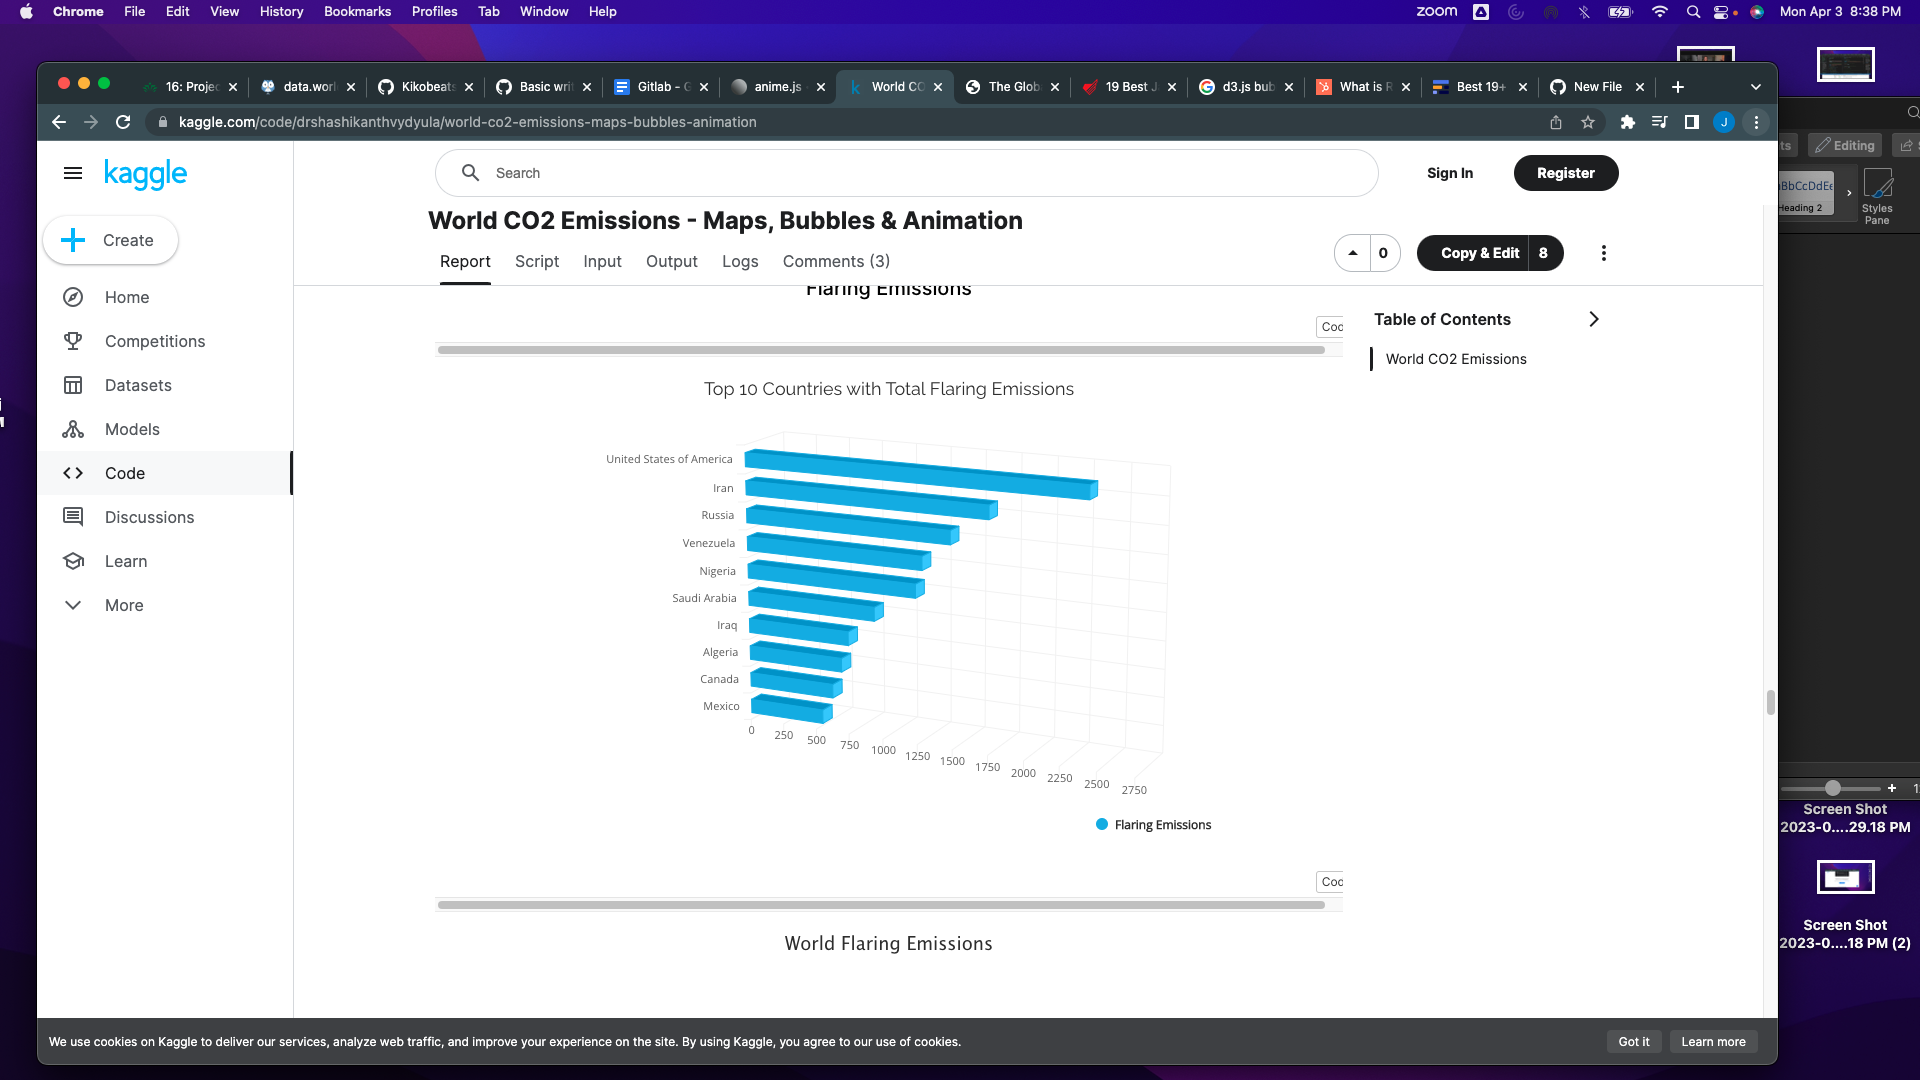 Chrome File Edit View History Bookmarks Profiles Tab Window Help
zoom Mon Apr 3 8:38 PM
16: Projec
data.worl
Kikobeats
Basic writ
Gitlab - G
anime.js
World CO
The Glob
19 Best J
d3.js bub
What is R
Best 19+
New File
kaggle.com/code/drshashikanthvydyula/world-co2-emissions-maps-bubbles-animation
J
kaggle
Search
Sign In
Register
Create
Home
Competitions
Datasets
Models
Code
Discussions
Learn
More
World CO2 Emissions - Maps, Bubbles & Animation
Report Script Input Output Logs Comments (3)
0
Copy & Edit 8
Flaring Emissions
Cod
Table of Contents
World CO2 Emissions
Top 10 Countries with Total Flaring Emissions
United States of America
Iran
Russia
Venezuela
Nigeria
Saudi Arabia
Iraq
Algeria
Canada
Mexico
0 250 500 750 1000 1250 1500 1750 2000 2250 2500 2750
Flaring Emissions
Cod
World Flaring Emissions
We use cookies on Kaggle to deliver our services, analyze web traffic, and improve your experience on the site. By using Kaggle, you agree to our use of cookies.
Got it
Learn more
ts
Editing
aBbCcDdEe
Heading 2
Styles
Pane
Screen Shot
2023-0....29.18 PM
Screen Shot
2023-0....18 PM (2)